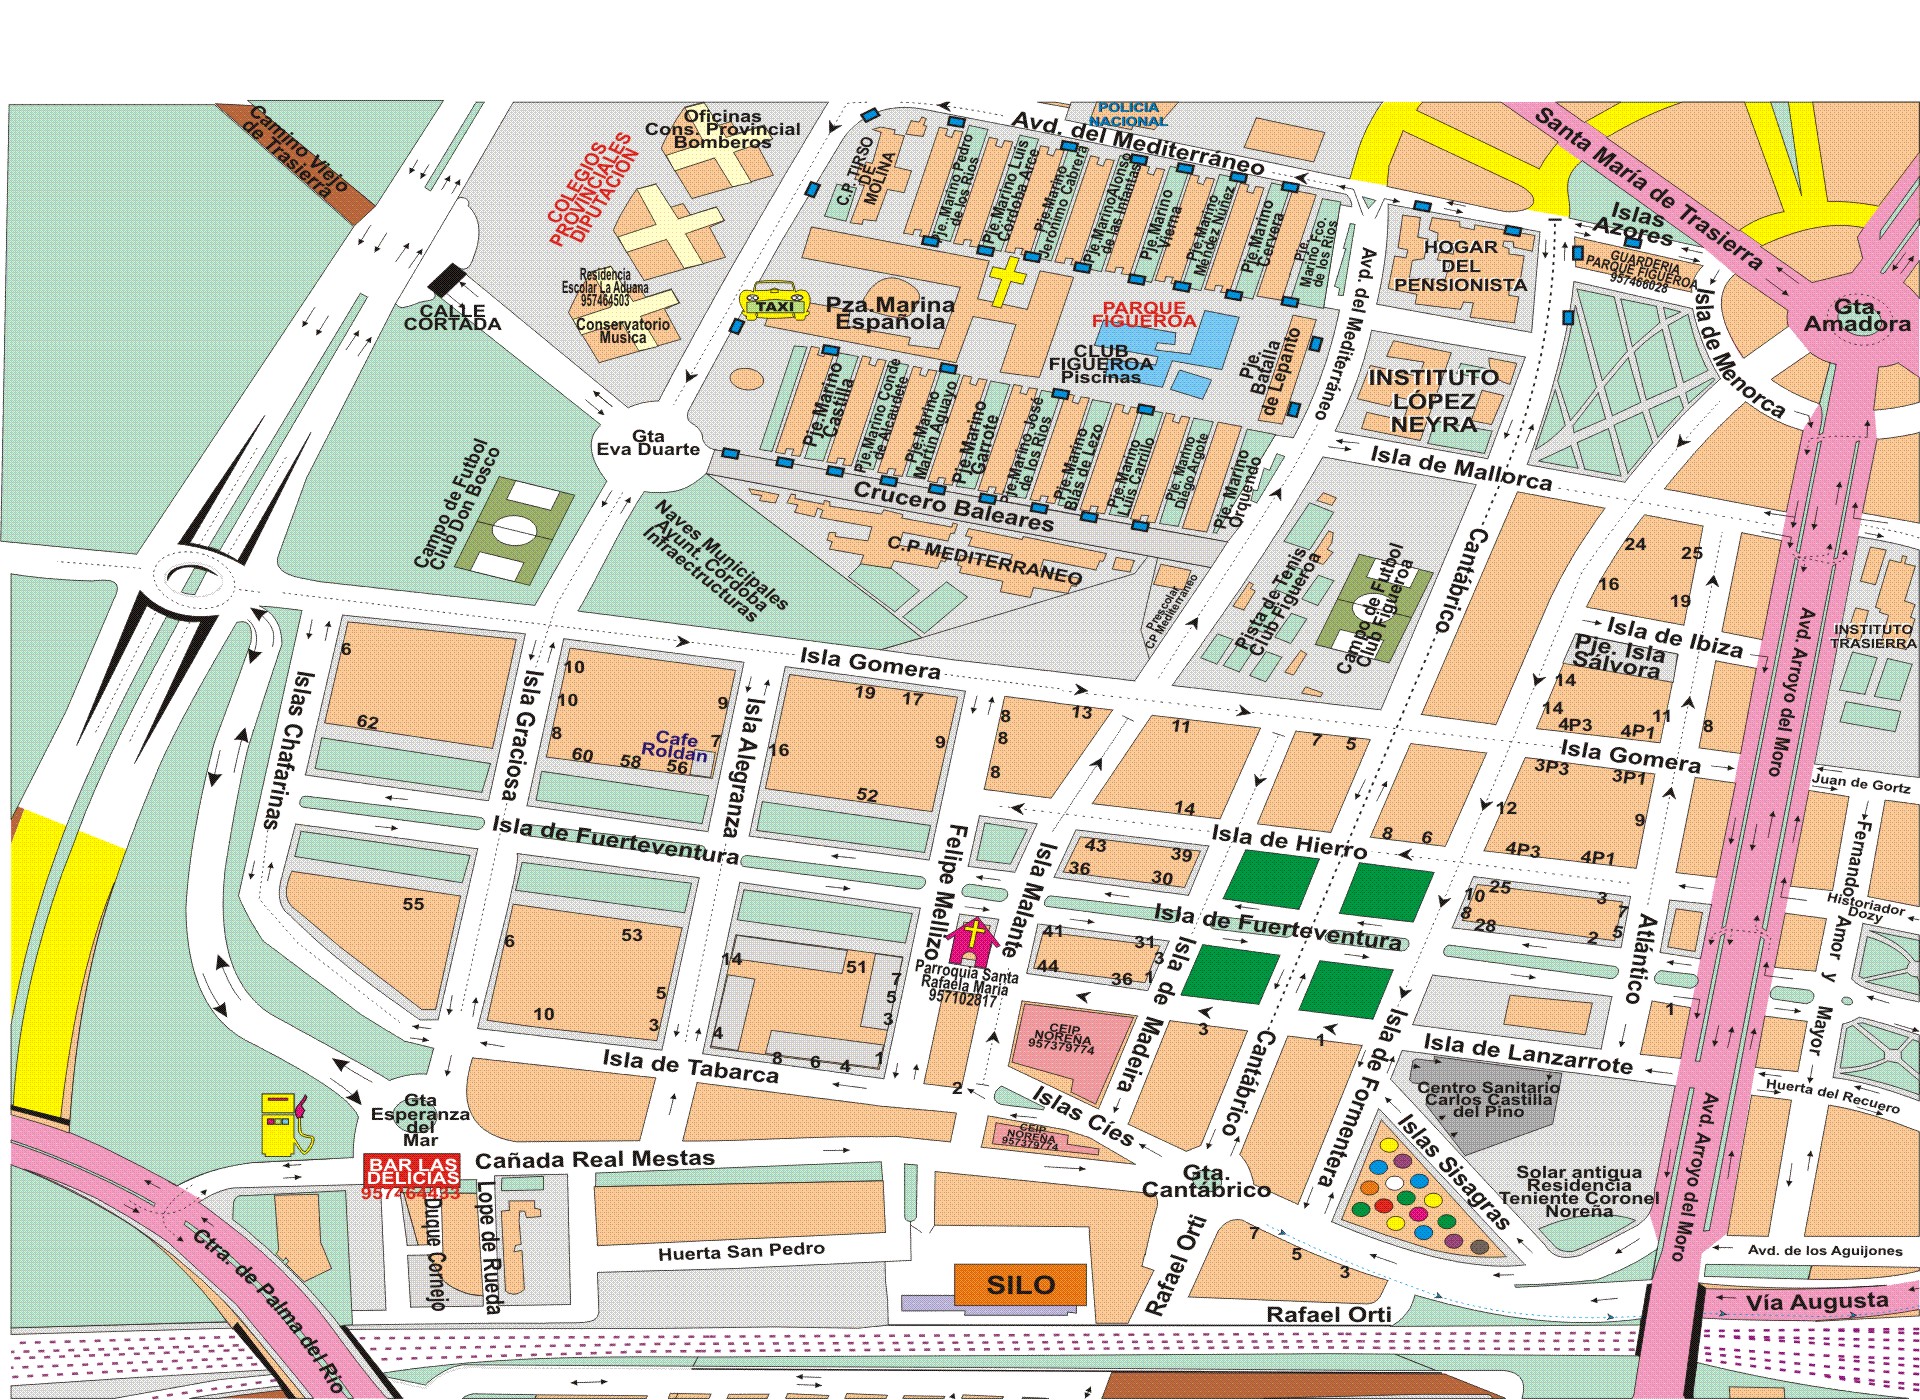 Camino Viejo
de Trasierra
Oficinas
Cons. Provincial
Bomberos
COLEGIOS
PROVINCIALES
DIPUTACIÓN
Residencia
Escolar La Aduana
957464503
Conservatorio
Musica
CALLE
CORTADA
C.P. TIRSO
DE
MOLINA
Avd. del Mediterráneo
POLICIA
NACIONAL
Pje. Marino Pedro
de los Rios
Pje. Marino Luis
Cordoba Arce
Pje. Marino
Jeronimo Cabrera
Pje. Marino Alonso
de las Infantas
Pje. Marino
Vierna
Pje. Marino
Mendez Núñez
Pje. Marino
Cervera
Pje.
Marino Fco.
de los Rios
Santa María de Trasierra
Islas
Azores
GUARDERIA
PARQUE FIGUEROA
957466028
HOGAR
DEL
PENSIONISTA
Gta.
Amadora
Isla de Menorca
TAXI
Pza.Marina
Española
PARQUE
FIGUEROA
CLUB
FIGUEROA
Piscinas
Pje.
Batalla
de Lepanto
Avd. del Mediterráneo
INSTITUTO
LÓPEZ
NEYRA
Gta
Eva Duarte
Pje. Marino
Castilla
Pje. Marino Conde
de Alcaudete
Pje. Marino
Martin Aguayo
Pje. Marino
Garrote
Pje. Marino José
de los Rios
Pje. Marino
Blás de Lezo
Pje. Marino
Luis Carrillo
Pje. Marino
Diego Argote
Pje. Marino
Orquendo
Isla de Mallorca
Crucero Baleares
Campo de Futbol
Club Don Bosco
Naves Municipales
Ayunt. Córdoba
Infraectructuras
C.P MEDITERRANEO
Prescolar
C.P Mediterraneo
Pista de Tenis
Club Figueroa
Campo de Futbol
Club Figueroa
Cantábrico
24
25
16
19
Isla de Ibiza
Pje. Isla
Sálvora
INSTITUTO
TRASIERRA
Avd. Arroyo del Moro
6
62
Islas Chafarinas
Isla Graciosa
10
10
8
9
7
60
58
56
Cafe
Roldan
Isla Alegranza
Isla Gomera
19
17
16
9
52
8
8
8
13
11
14
7
5
8
6
14
14
4P3
4P1
11
8
Isla Gomera
3P3
3P1
12
9
4P3
4P1
Juan de Gortz
Fernando Amor y Mayor
Historiador
Dozy
Isla de Fuerteventura
Isla de Hierro
Felipe Mellizo
Isla Malante
43
39
36
30
Isla de Fuerteventura
41
31
3
1
44
36
10
25
3
8
7
28
2
5
Atlántico
1
55
6
53
5
10
3
14
51
7
5
3
4
8
6
4
1
Parroquia Santa
Rafaela María
957102817
CEIP
NOREÑA
957379774
Isla de Madeira
3
1
Cantábrico
Isla de Formentera
Isla de Lanzarrote
Centro Sanitario
Carlos Castilla
del Pino
Huerta del Recuero
Isla de Tabarca
2
Islas Cíes
CEIP
NOREÑA
957379774
Islas Sisagras
Gta
Esperanza
del
Mar
BAR LAS
DELICIAS
957464433
Cañada Real Mestas
Gta.
Cantábrico
Solar antigua
Residencia
Teniente Coronel
Noreña
Avd. Arroyo del Moro
Duque Cornejo
Lope de Rueda
Huerta San Pedro
Rafael Orti
7
5
3
SILO
Rafael Orti
Avd. de los Aguijones
Vía Augusta
Ctra. de Palma del Rio